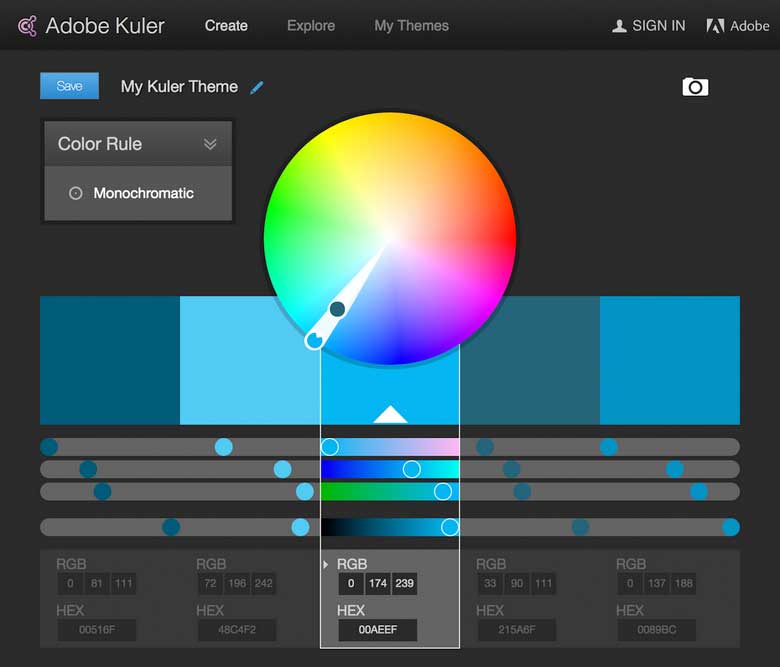 Adobe Kuler Create Explore My Themes SIGN IN Adobe
Save My Kuler Theme
Color Rule
Monochromatic
RGB RGB RGB RGB RGB
0 81 111 72 196 242 0 174 239 33 90 111 0 137 188
HEX HEX HEX HEX HEX
00516F 48C4F2 00AEEF 215A6F 0089BC